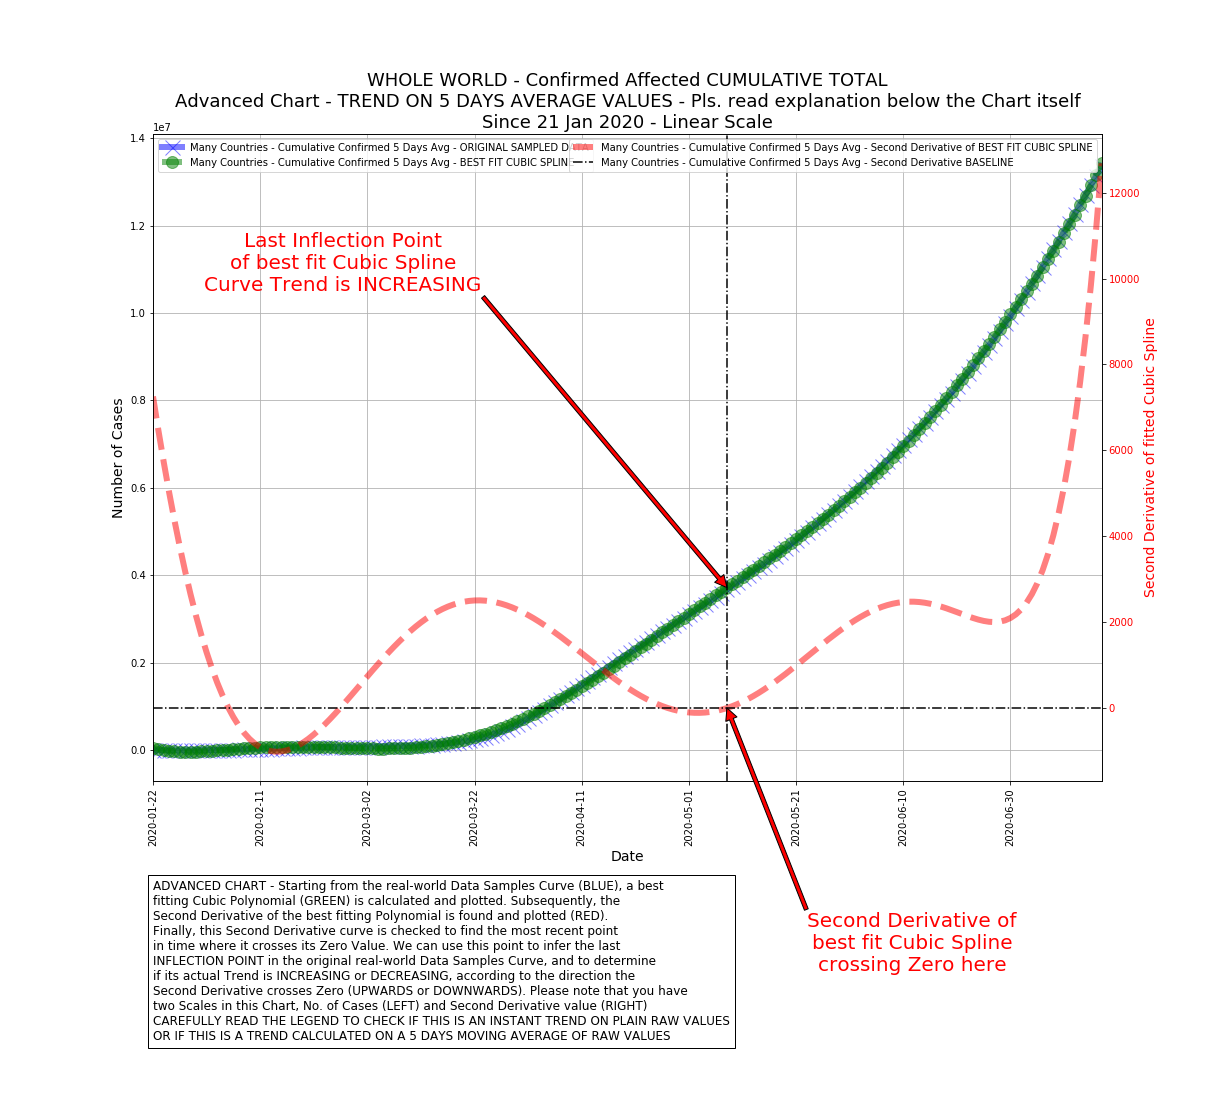 WHOLE WORLD - Confirmed Affected CUMULATIVE TOTAL
Advanced Chart - TREND ON 5 DAYS AVERAGE VALUES - Pls. read explanation below the Chart itself
Since 21 Jan 2020 - Linear Scale
1e7
Many Countries - Cumulative Confirmed 5 Days Avg - ORIGINAL SAMPLED DATA
Many Countries - Cumulative Confirmed 5 Days Avg - BEST FIT CUBIC SPLIN
Many Countries - Cumulative Confirmed 5 Days Avg - Second Derivative of BEST FIT CUBIC SPLINE
Many Countries - Cumulative Confirmed 5 Days Avg - Second Derivative BASELINE
1.4
1.2
1.0
0.8
0.6
0.4
0.2
0.0
Number of Cases
Last Inflection Point
of best fit Cubic Spline
Curve Trend is INCREASING
12000
10000
8000
6000
4000
2000
0
Second Derivative of fitted Cubic Spline
2020-01-22
2020-02-11
2020-03-02
2020-03-22
2020-04-11
2020-05-01
2020-05-21
2020-06-10
2020-06-30
Date
Second Derivative of
best fit Cubic Spline
crossing Zero here
ADVANCED CHART - Starting from the real-world Data Samples Curve (BLUE), a best
fitting Cubic Polynomial (GREEN) is calculated and plotted. Subsequently, the
Second Derivative of the best fitting Polynomial is found and plotted (RED).
Finally, this Second Derivative curve is checked to find the most recent point
in time where it crosses its Zero Value. We can use this point to infer the last
INFLECTION POINT in the original real-world Data Samples Curve, and to determine
if its actual Trend is INCREASING or DECREASING, according to the direction the
Second Derivative crosses Zero (UPWARDS or DOWNWARDS). Please note that you have
two Scales in this Chart, No. of Cases (LEFT) and Second Derivative value (RIGHT)
CAREFULLY READ THE LEGEND TO CHECK IF THIS IS AN INSTANT TREND ON PLAIN RAW VALUES
OR IF THIS IS A TREND CALCULATED ON A 5 DAYS MOVING AVERAGE OF RAW VALUES